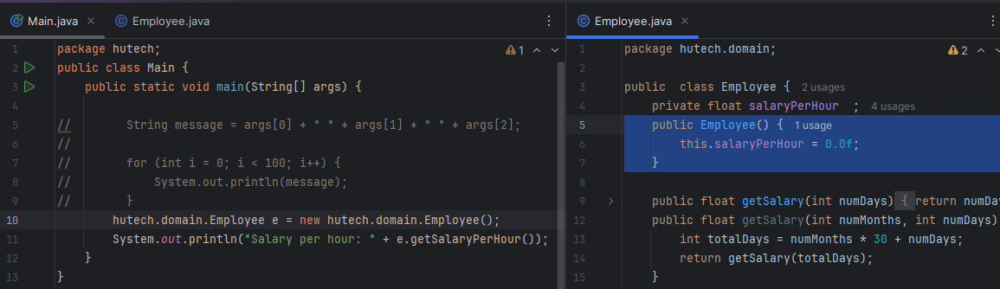 Main.java
Employee.java
1 package hutech;
2 public class Main {
3 public static void main(String[] args) {
4
5 // String message = args[0] + " " + args[1] + " " + args[2];
6 //
7 // for (int i = 0; i < 100; i++) {
8 // System.out.println(message);
9 // }
10 hutech.domain.Employee e = new hutech.domain.Employee();
11 System.out.println("Salary per hour: " + e.getSalaryPerHour());
12 }
13 }
1
Employee.java
1 package hutech.domain;
2
3 public class Employee { 2 usages
4 private float salaryPerHour ; 4 usages
5 public Employee() { 1 usage
6 this.salaryPerHour = 0.0f;
7 }
8
9 public float getSalary(int numDays) { return numDa
12 public float getSalary(int numMonths, int numDays)
13 int totalDays = numMonths * 30 + numDays;
14 return getSalary(totalDays);
15 }
2